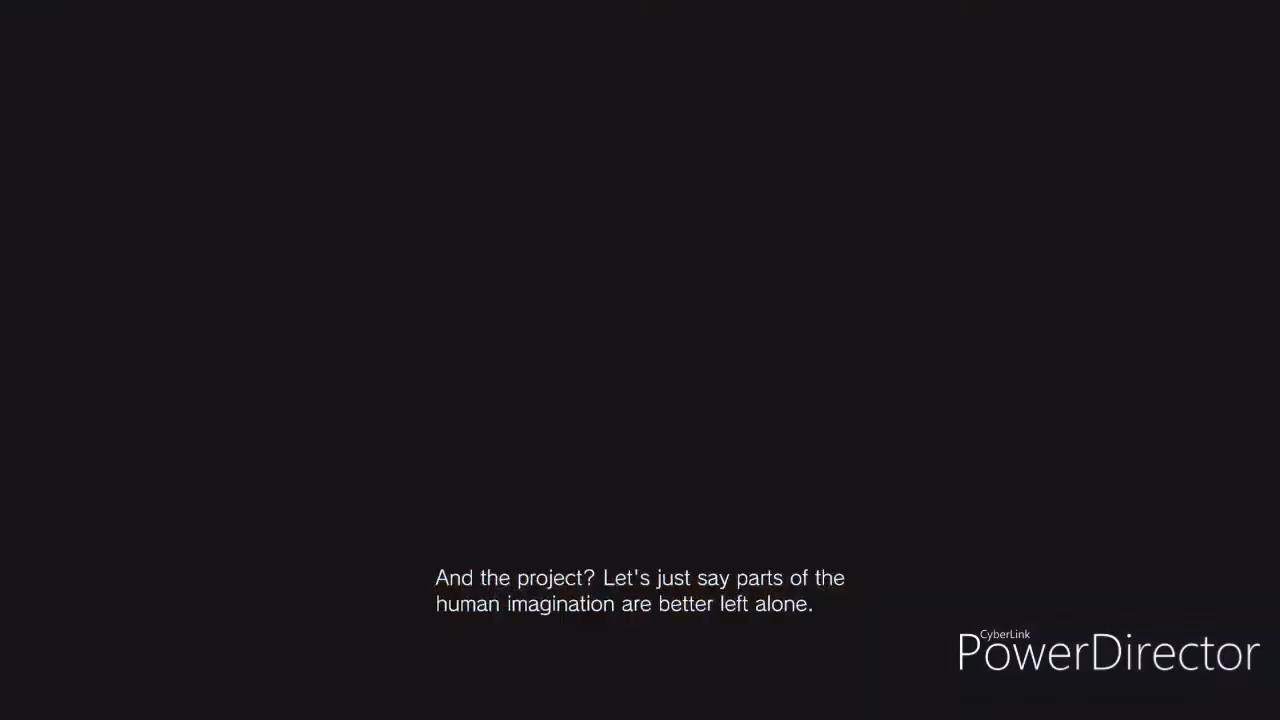 And the project? Let's just say parts of the
human imagination are better left alone.
CyberLink
PowerDirector